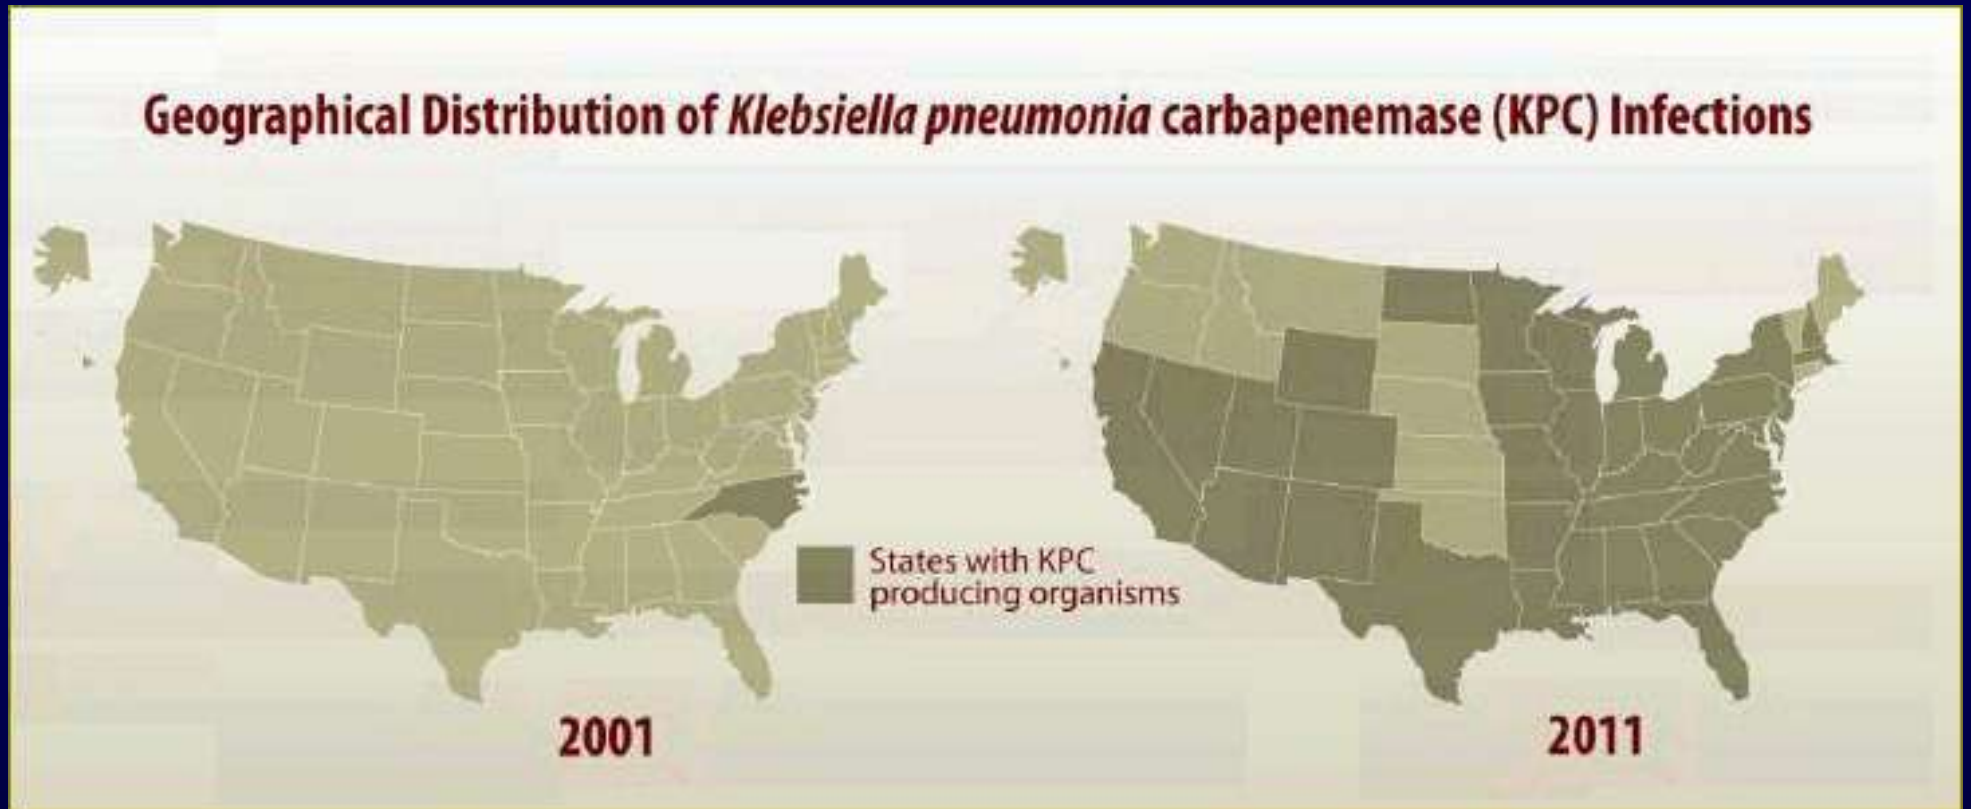 Geographical Distribution of Klebsiella pneumonia carbapenemase (KPC) Infections
States with KPC
producing organisms
2001
2011